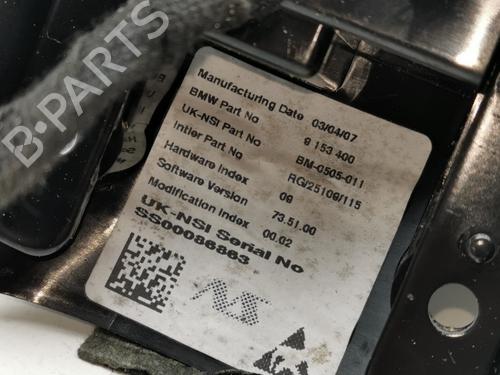 Manufacturing Date 03/04/07
BMW Part No 9 153 400
UK-NSI Part No BM-0505-011
Intier Part No RG/25109/115
Hardware Index 09
Software Version 73.51.00
Modification Index 00.02
UK-NSI Serial No
SS00086863
B-PARTS